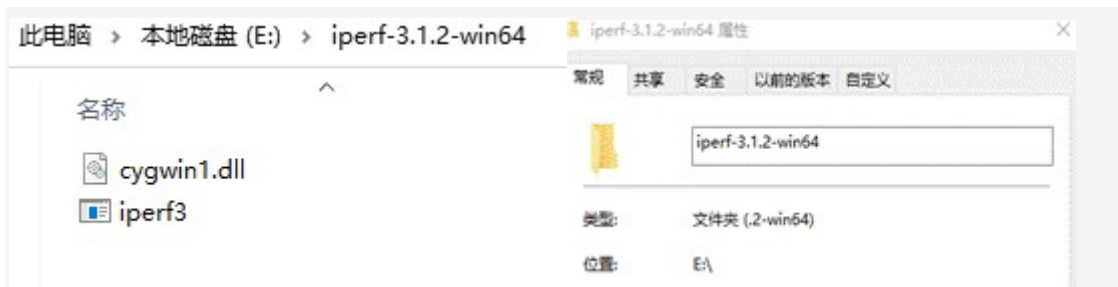 此电脑 › 本地磁盘 (E:) › iperf-3.1.2-win64
名称
cygwin1.dll
iperf3
iperf-3.1.2-win64 属性
常规 共享 安全 以前的版本 自定义
iperf-3.1.2-win64
类型: 文件夹 (.2-win64)
位置: E:\